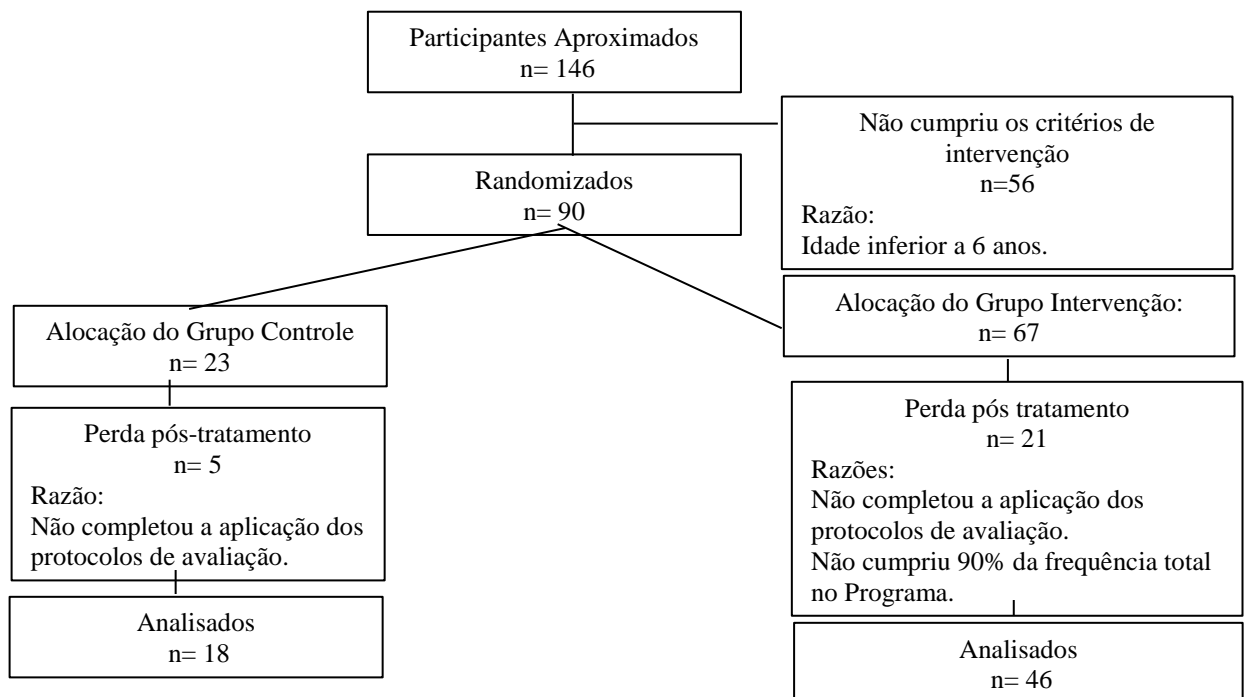 Participantes Aproximados
n= 146
Não cumpriu os critérios de
intervenção
n=56
Razão:
Idade inferior a 6 anos.
Randomizados
n= 90
Alocação do Grupo Controle
n= 23
Alocação do Grupo Intervenção:
n= 67
Perda pós-tratamento
n= 5
Razão:
Não completou a aplicação dos
protocolos de avaliação.
Perda pós tratamento
n= 21
Razões:
Não completou a aplicação dos
protocolos de avaliação.
Não cumpriu 90% da frequência total
no Programa.
Analisados
n= 18
Analisados
n= 46